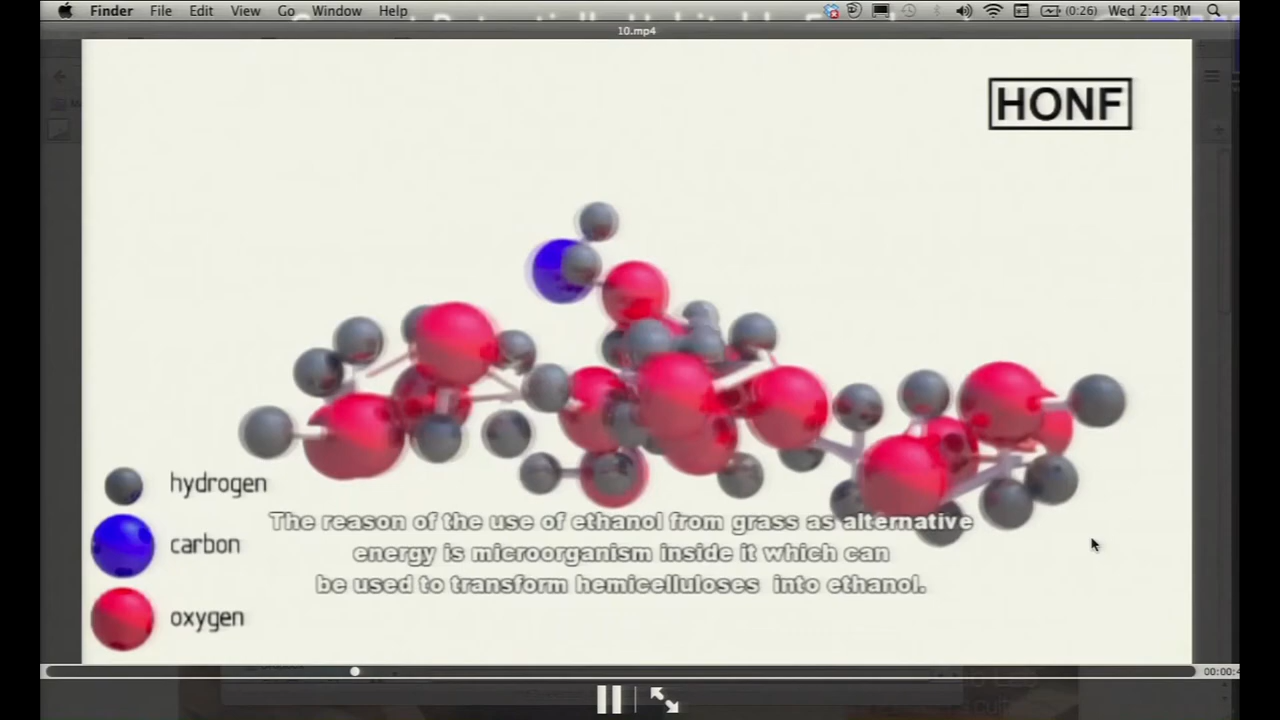 Finder File Edit View Go Window Help (0:26) Wed 2:45 PM
10.mp4
HONF
hydrogen
carbon
oxygen
The reason of the use of ethanol from grass as alternative
energy is microorganism inside it which can
be used to transform hemicelluloses into ethanol.